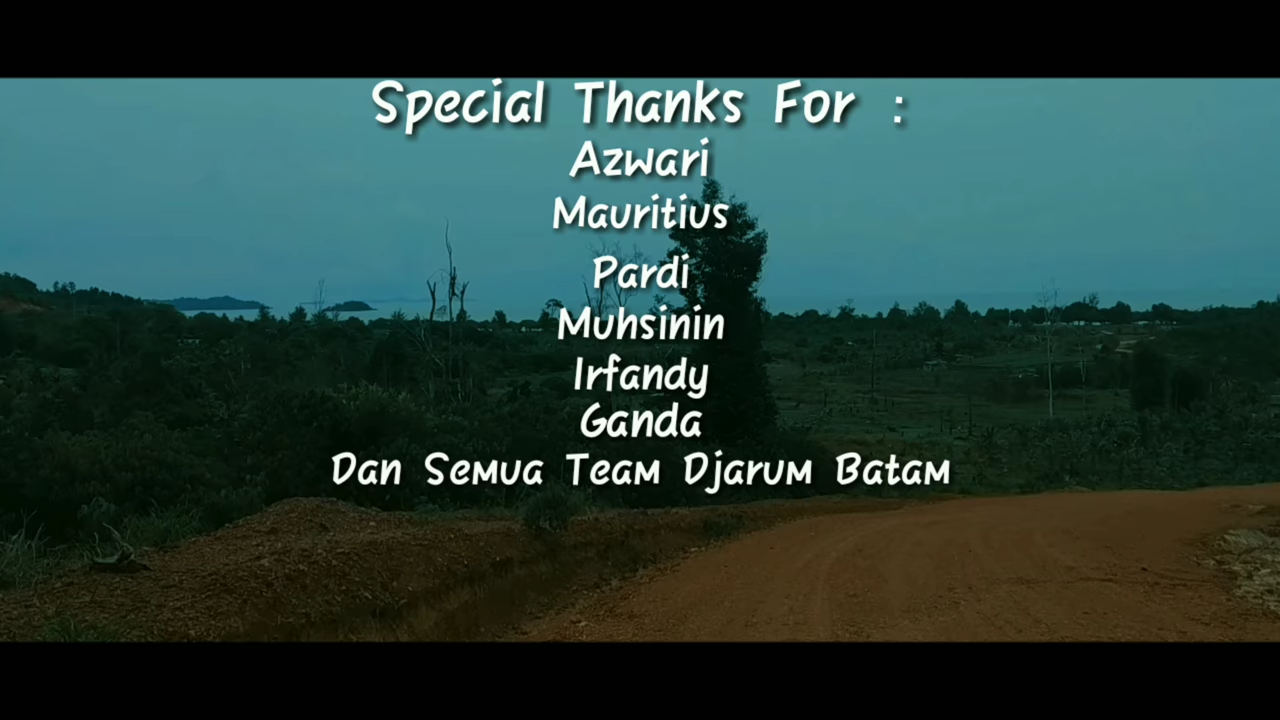 Special Thanks For :
Azwari
Mauritius
Pardi
Muhsinin
Irfandy
Ganda
Dan Semua Team Djarum Batam